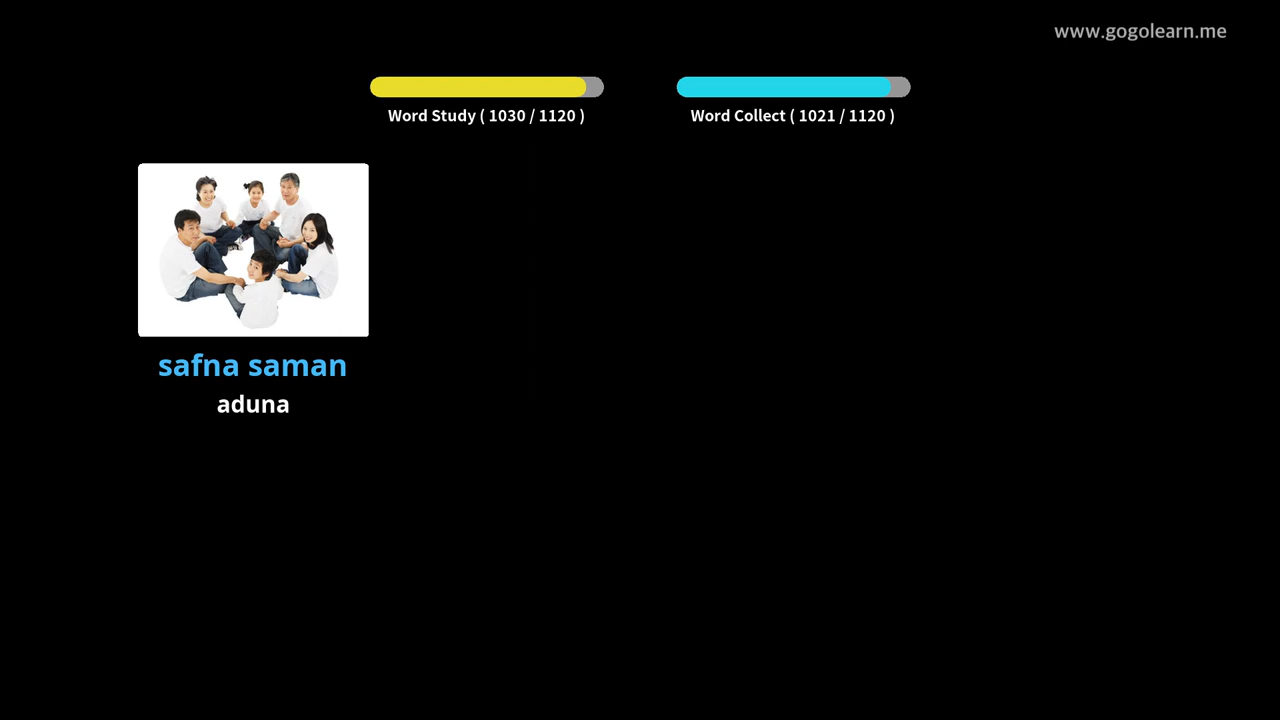 www.gogolearn.me
Word Study ( 1030 / 1120 )
Word Collect ( 1021 / 1120 )
safna saman
aduna